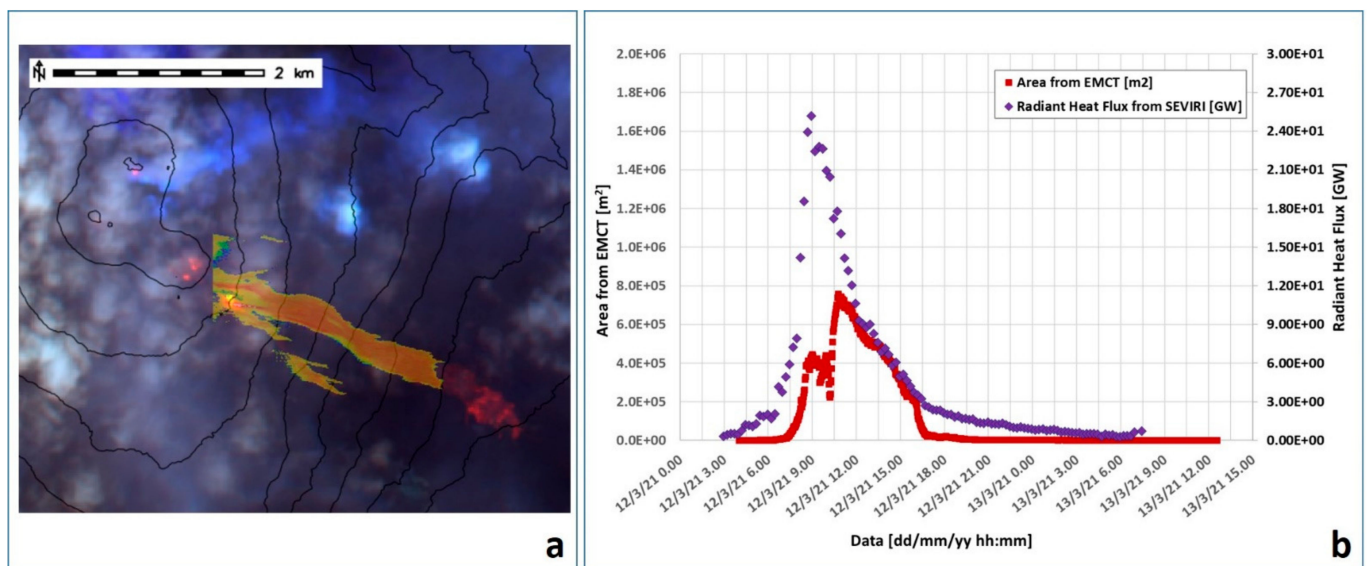 N
2 km
a
2.0E+06
1.8E+06
1.6E+06
1.4E+06
1.2E+06
1.0E+06
8.0E+05
6.0E+05
4.0E+05
2.0E+05
0.0E+00
Area from EMCT [m²]
Area from EMCT [m2]
Radiant Heat Flux from SEVIRI [GW]
3.00E+01
2.70E+01
2.40E+01
2.10E+01
1.80E+01
1.50E+01
1.20E+01
9.00E+00
6.00E+00
3.00E+00
0.00E+00
Radiant Heat Flux [GW]
12/3/21 0.00
12/3/21 3.00
12/3/21 6.00
12/3/21 9.00
12/3/21 12.00
12/3/21 15.00
12/3/21 18.00
12/3/21 21.00
13/3/21 0.00
13/3/21 3.00
13/3/21 6.00
13/3/21 9.00
13/3/21 12.00
13/3/21 15.00
Data [dd/mm/yy hh:mm]
b